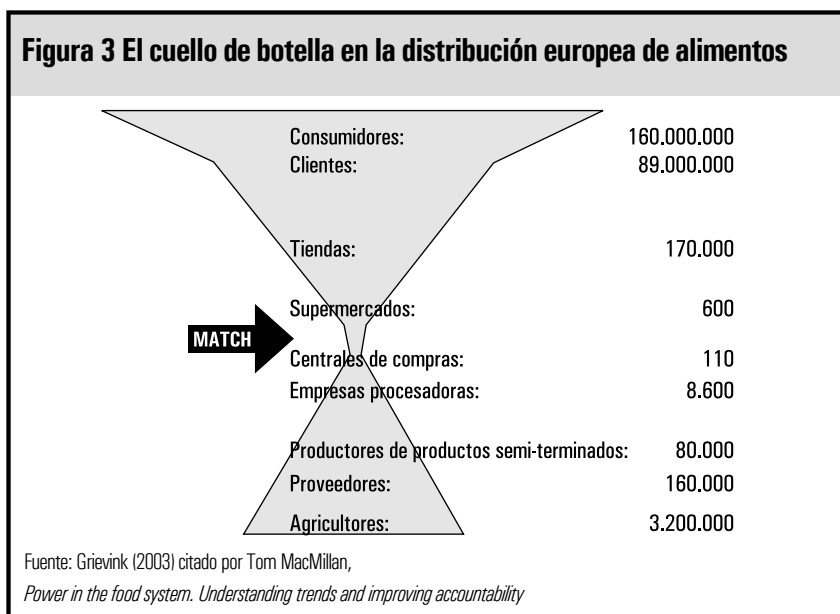 Figura 3 El cuello de botella en la distribución europea de alimentos
Consumidores: 160.000.000
Clientes: 89.000.000
Tiendas: 170.000
Supermercados: 600
MATCH
Centrales de compras: 110
Empresas procesadoras: 8.600
Productores de productos semi-terminados: 80.000
Proveedores: 160.000
Agricultores: 3.200.000
Fuente: Grievink (2003) citado por Tom MacMillan,
Power in the food system. Understanding trends and improving accountability